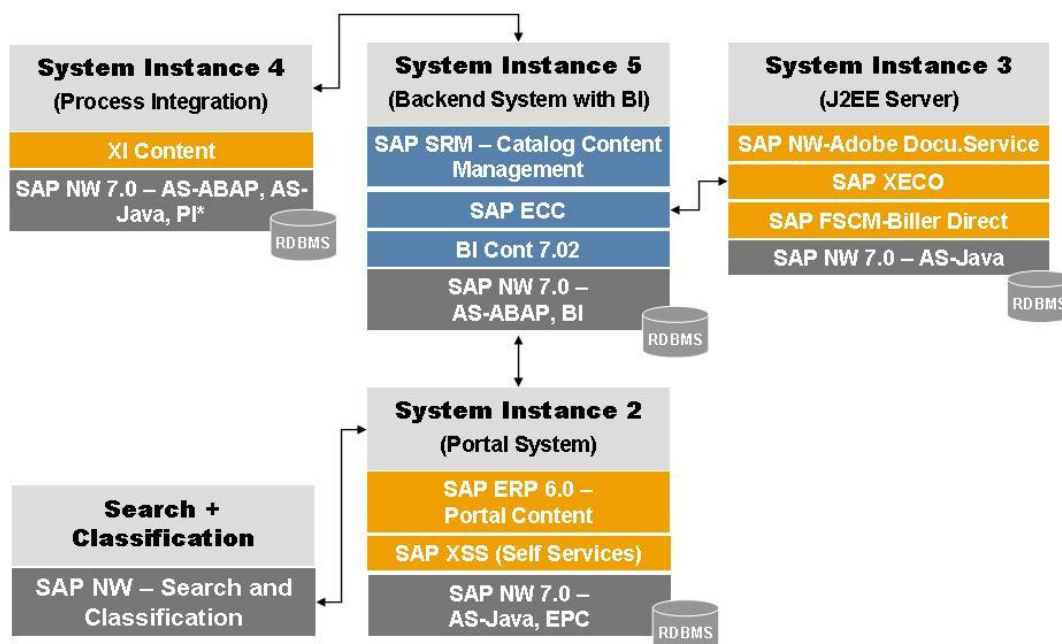 System Instance 4
(Process Integration)
XI Content
SAP NW 7.0 – AS-ABAP, AS-
Java, PI*
RDBMS
System Instance 5
(Backend System with BI)
SAP SRM – Catalog Content
Management
SAP ECC
BI Cont 7.02
SAP NW 7.0 –
AS-ABAP, BI
RDBMS
System Instance 3
(J2EE Server)
SAP NW-Adobe Docu.Service
SAP XECO
SAP FSCM-Biller Direct
SAP NW 7.0 – AS-Java
RDBMS
System Instance 2
(Portal System)
SAP ERP 6.0 –
Portal Content
SAP XSS (Self Services)
SAP NW 7.0 –
AS-Java, EPC
RDBMS
Search +
Classification
SAP NW – Search and
Classification